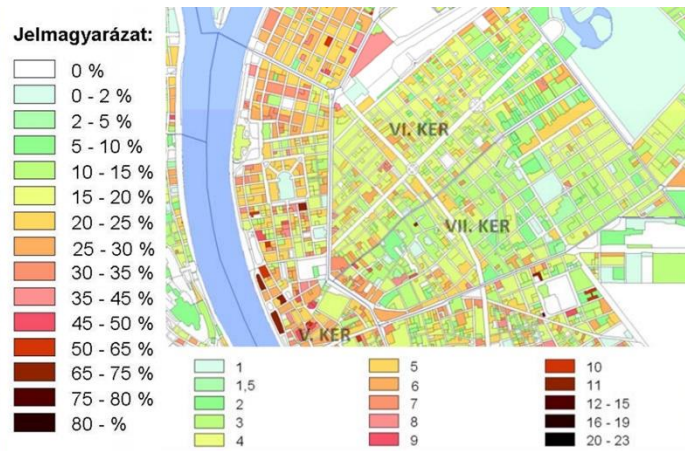 Jelmagyarázat:
0 %
0 - 2 %
2 - 5 %
5 - 10 %
10 - 15 %
15 - 20 %
20 - 25 %
25 - 30 %
30 - 35 %
35 - 45 %
45 - 50 %
50 - 65 %
65 - 75 %
75 - 80 %
80 - %
VI. KER
VII. KER
V. KER
1
1,5
2
3
4
5
6
7
8
9
10
11
12 - 15
16 - 19
20 - 23